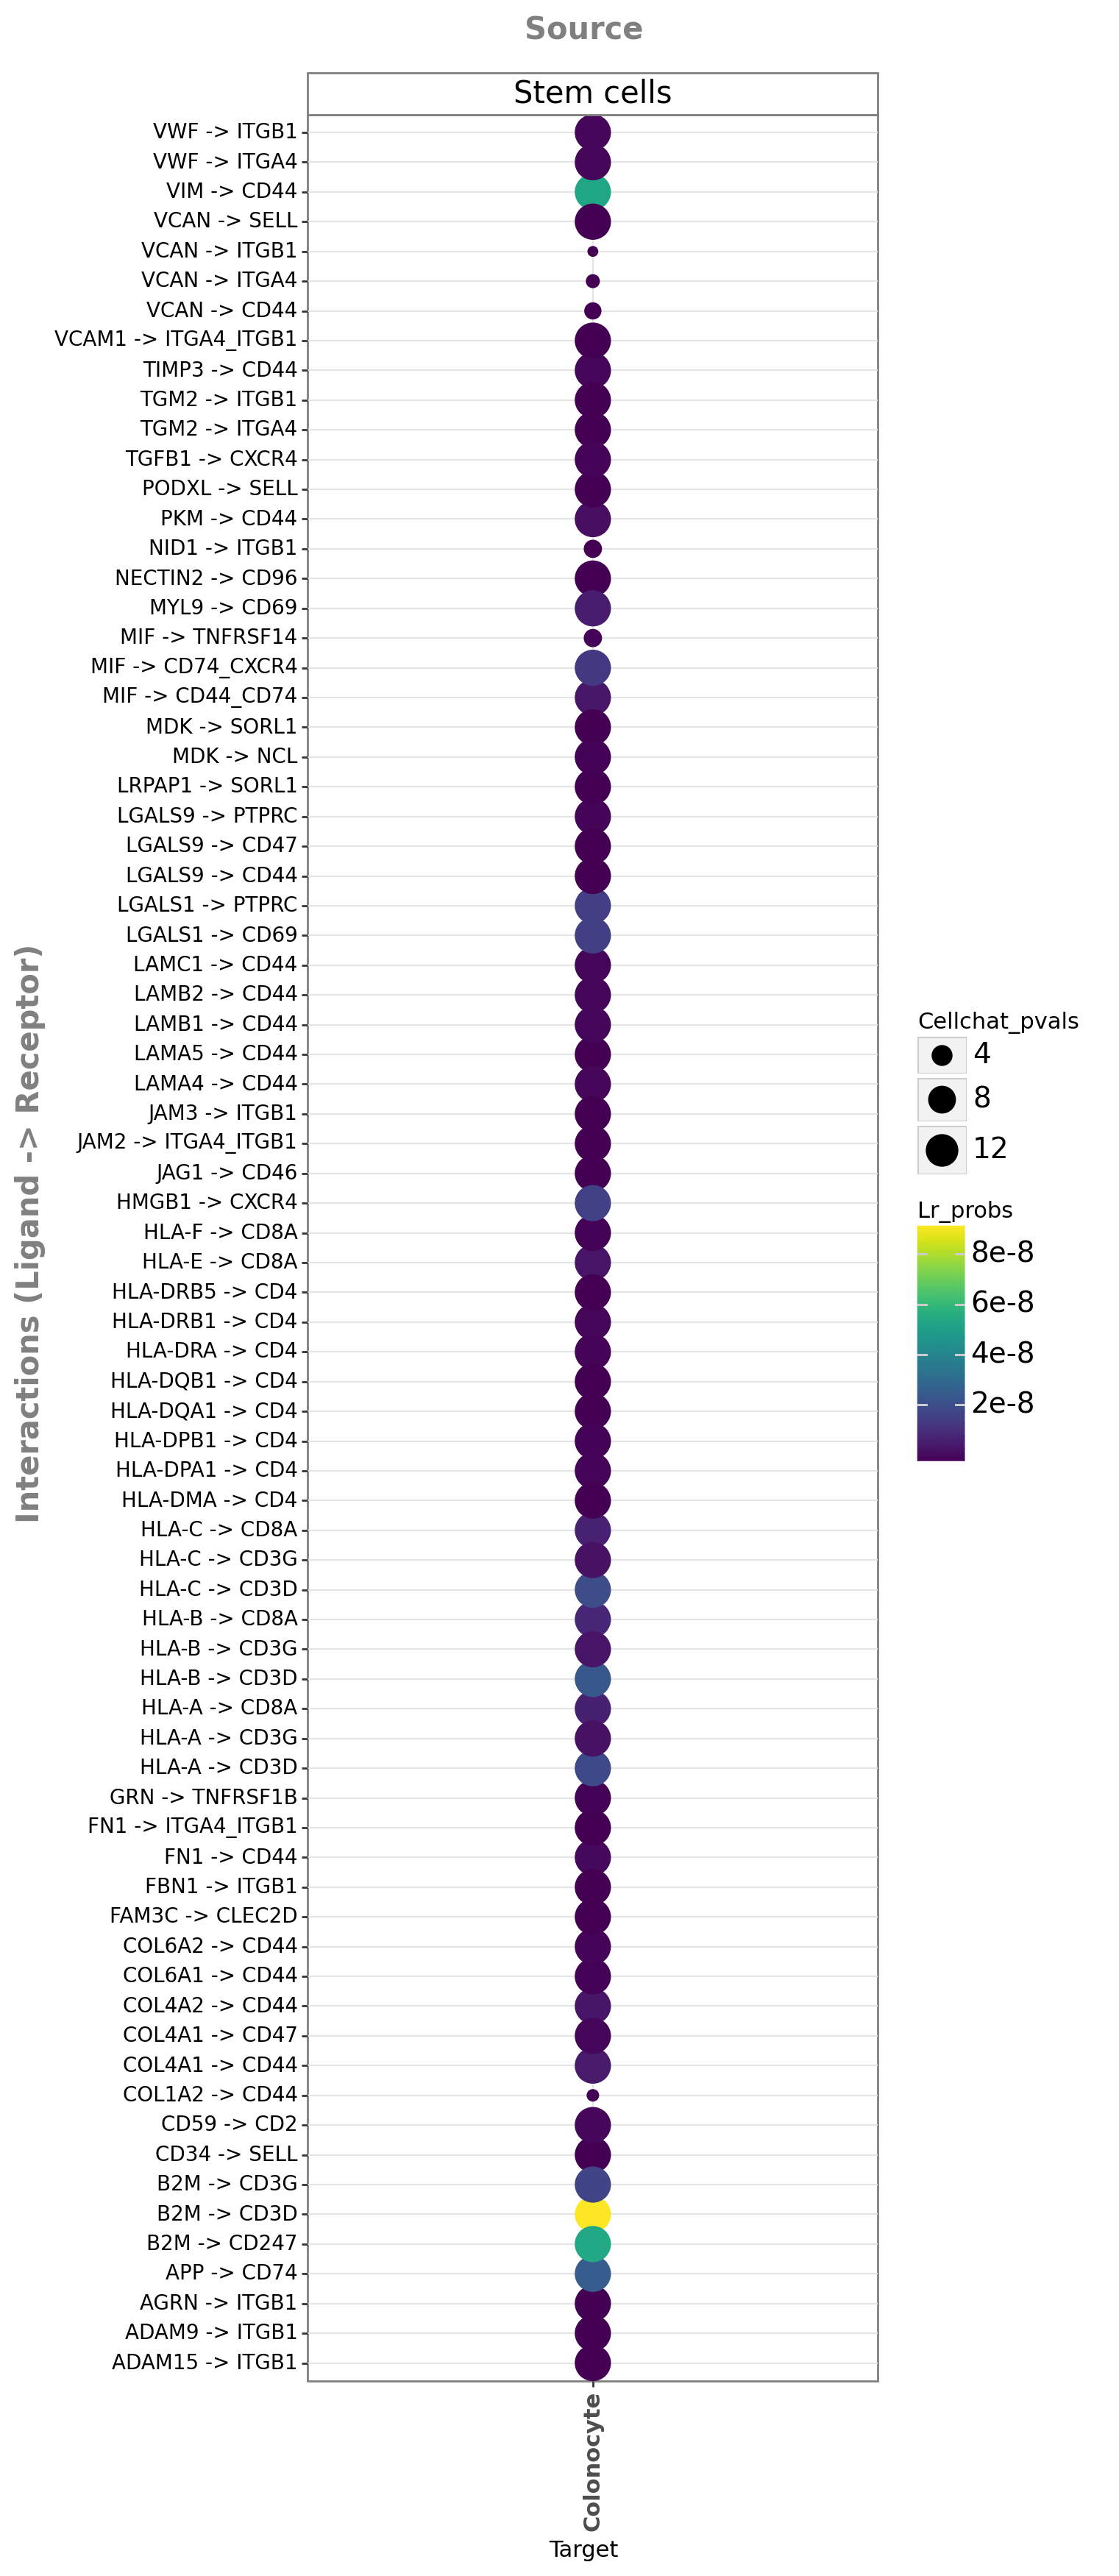 Source
Stem cells
VWF -> ITGB1
VWF -> ITGA4
VIM -> CD44
VCAN -> SELL
VCAN -> ITGB1
VCAN -> ITGA4
VCAN -> CD44
VCAM1 -> ITGA4_ITGB1
TIMP3 -> CD44
TGM2 -> ITGB1
TGM2 -> ITGA4
TGFB1 -> CXCR4
PODXL -> SELL
PKM -> CD44
NID1 -> ITGB1
NECTIN2 -> CD96
MYL9 -> CD69
MIF -> TNFRSF14
MIF -> CD74_CXCR4
MIF -> CD44_CD74
MDK -> SORL1
MDK -> NCL
LRPAP1 -> SORL1
LGALS9 -> PTPRC
LGALS9 -> CD47
LGALS9 -> CD44
LGALS1 -> PTPRC
LGALS1 -> CD69
LAMC1 -> CD44
LAMB2 -> CD44
LAMB1 -> CD44
LAMA5 -> CD44
LAMA4 -> CD44
JAM3 -> ITGB1
JAM2 -> ITGA4_ITGB1
JAG1 -> CD46
HMGB1 -> CXCR4
HLA-F -> CD8A
HLA-E -> CD8A
HLA-DRB5 -> CD4
HLA-DRB1 -> CD4
HLA-DRA -> CD4
HLA-DQB1 -> CD4
HLA-DQA1 -> CD4
HLA-DPB1 -> CD4
HLA-DPA1 -> CD4
HLA-DMA -> CD4
HLA-C -> CD8A
HLA-C -> CD3G
HLA-C -> CD3D
HLA-B -> CD8A
HLA-B -> CD3G
HLA-B -> CD3D
HLA-A -> CD8A
HLA-A -> CD3G
HLA-A -> CD3D
GRN -> TNFRSF1B
FN1 -> ITGA4_ITGB1
FN1 -> CD44
FBN1 -> ITGB1
FAM3C -> CLEC2D
COL6A2 -> CD44
COL6A1 -> CD44
COL4A2 -> CD44
COL4A1 -> CD47
COL4A1 -> CD44
COL1A2 -> CD44
CD59 -> CD2
CD34 -> SELL
B2M -> CD3G
B2M -> CD3D
B2M -> CD247
APP -> CD74
AGRN -> ITGB1
ADAM9 -> ITGB1
ADAM15 -> ITGB1
Interactions (Ligand -> Receptor)
Colonocyte
Target
Cellchat_pvals
4
8
12
Lr_probs
8e-8
6e-8
4e-8
2e-8